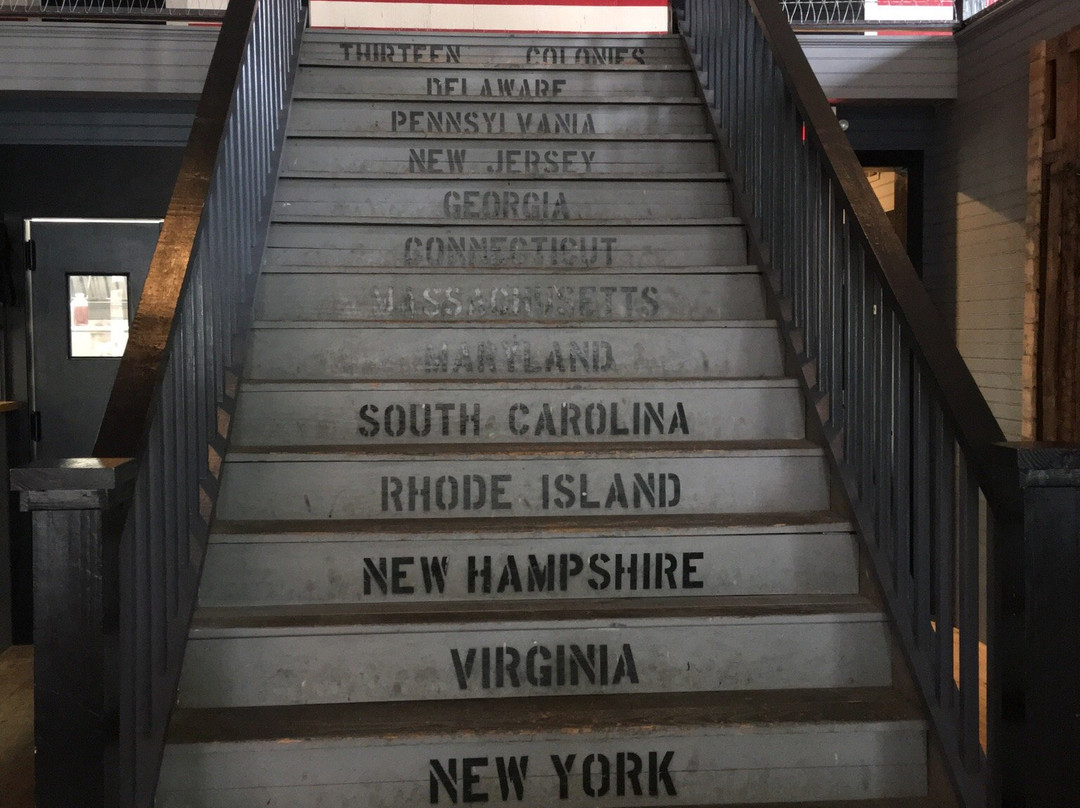 THIRTEEN COLONIES
DELAWARE
PENNSYLVANIA
NEW JERSEY
GEORGIA
CONNECTICUT
MASSACHUSETTS
MARYLAND
SOUTH CAROLINA
RHODE ISLAND
NEW HAMPSHIRE
VIRGINIA
NEW YORK